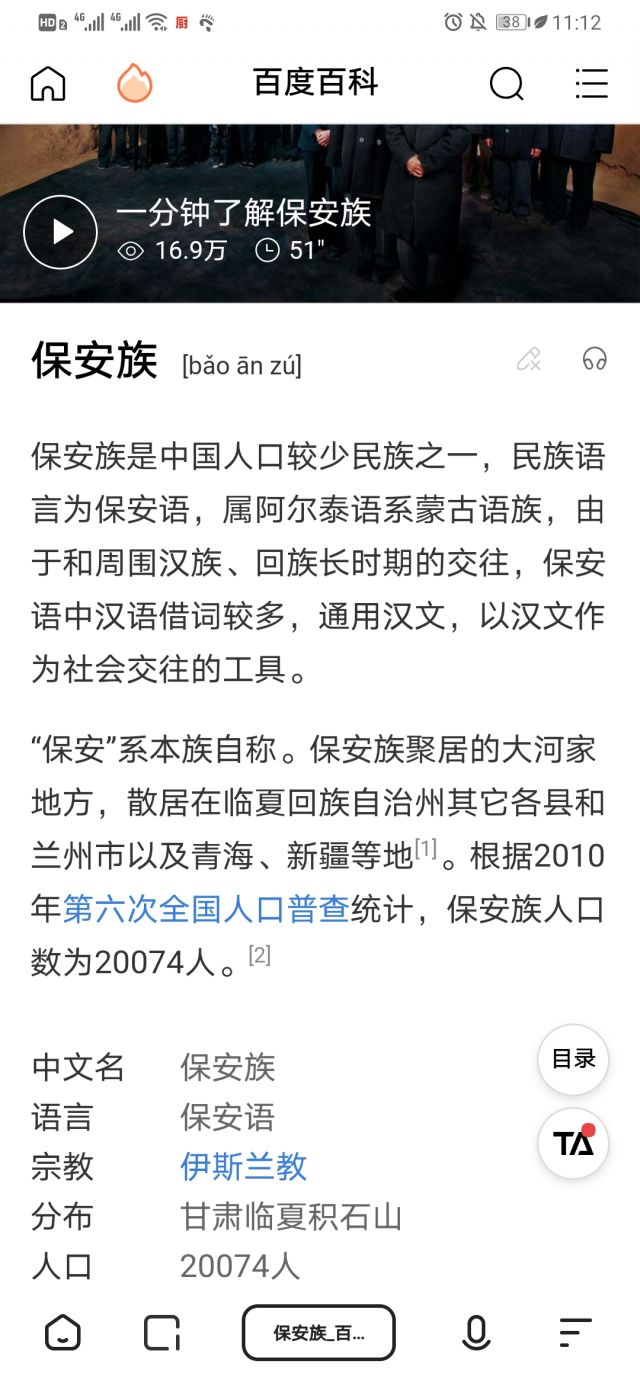 HD 2 4G 4G 38 11:12
百度百科
一分钟了解保安族
16.9万 51"
保安族 [bǎo ān zú]
保安族是中国人口较少民族之一，民族语
言为保安语，属阿尔泰语系蒙古语族，由
于和周围汉族、回族长时期的交往，保安
语中汉语借词较多，通用汉文，以汉文作
为社会交往的工具。
“保安”系本族自称。保安族聚居的大河家
地方，散居在临夏回族自治州其它各县和
兰州市以及青海、新疆等地[1]。根据2010
年第六次全国人口普查统计，保安族人口
数为20074人。[2]
中文名 保安族
目录
语言 保安语
TA
宗教 伊斯兰教
分布 甘肃临夏积石山
人口 20074人
保安族_百...